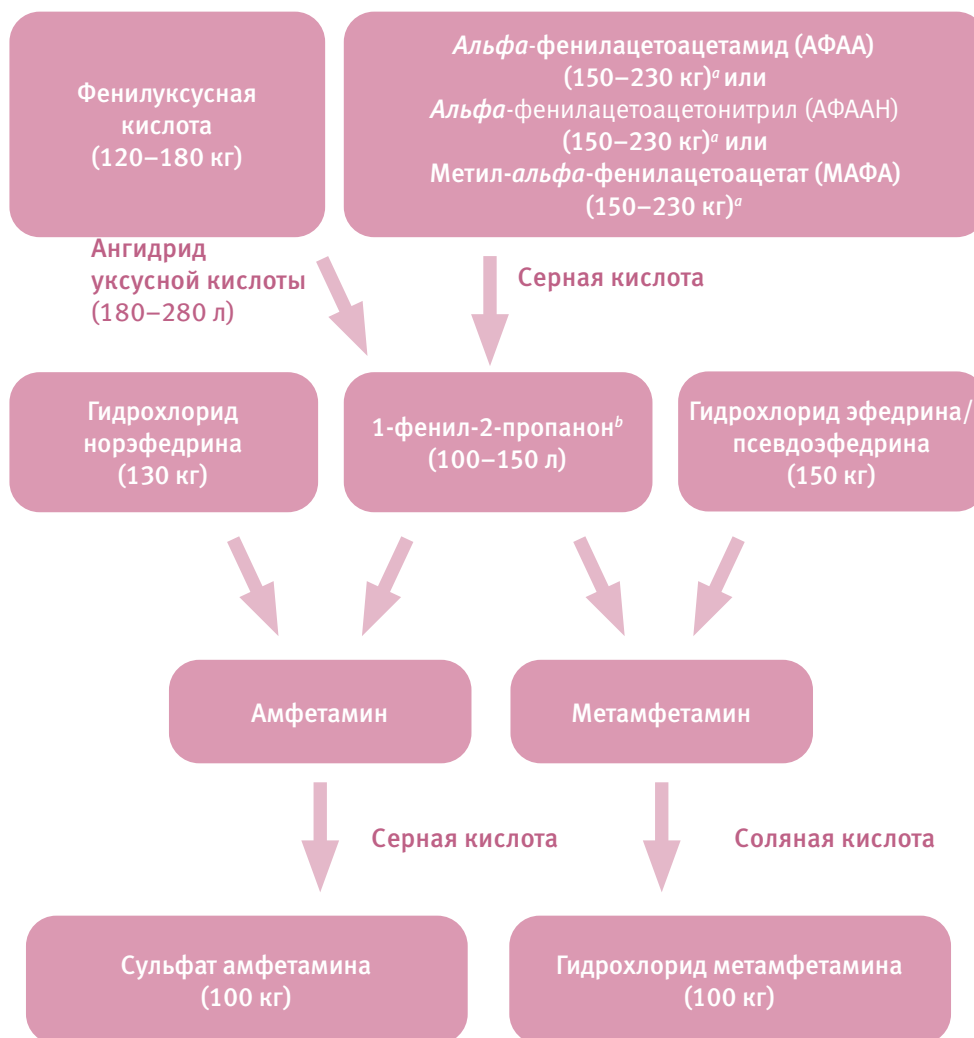 Фенилуксусная
кислота
(120–180 кг)
Альфа-фенилацетоацетамид (АФАА)
(150–230 кг)ᵃ или
Альфа-фенилацетоацетонитрил (АФААН)
(150–230 кг)ᵃ или
Метил-альфа-фенилацетоацетат (МАФА)
(150–230 кг)ᵃ
Ангидрид
уксусной кислоты
(180–280 л)
Серная кислота
Гидрохлорид
норэфедрина
(130 кг)
1-фенил-2-пропанонᵇ
(100–150 л)
Гидрохлорид эфедрина/
псевдоэфедрина
(150 кг)
Амфетамин
Метамфетамин
Серная кислота
Соляная кислота
Сульфат амфетамина
(100 кг)
Гидрохлорид метамфетамина
(100 кг)